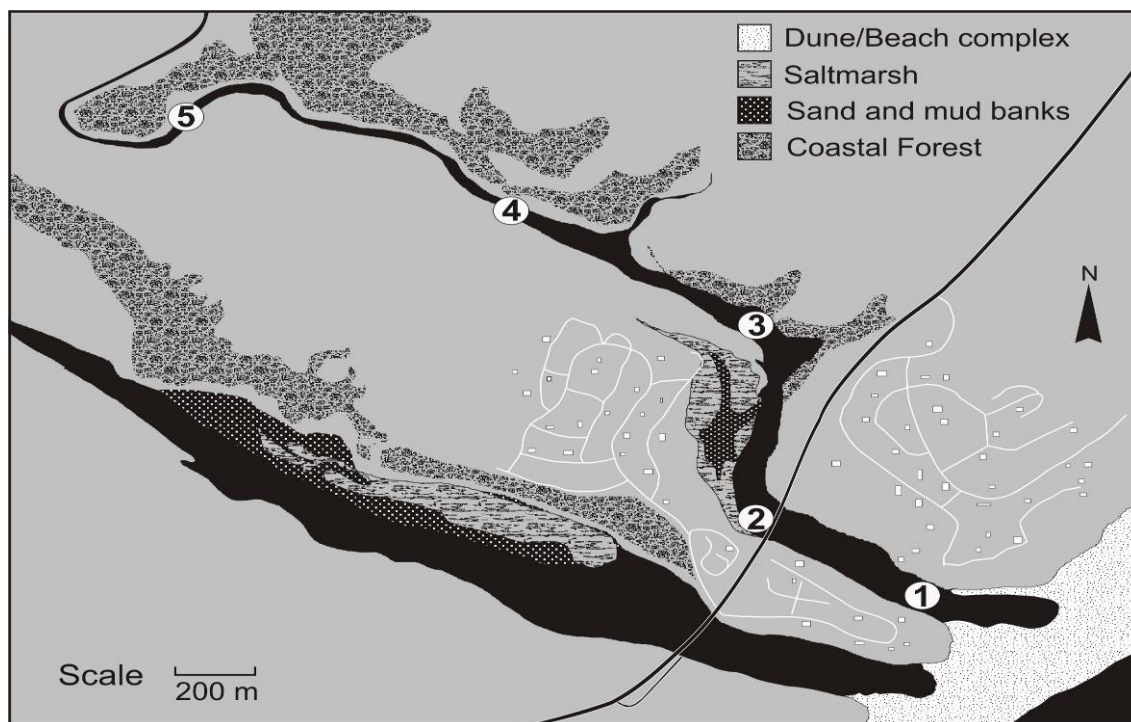 Dune/Beach complex
Saltmarsh
Sand and mud banks
Coastal Forest
5
4
N
3
2
1
Scale
200 m